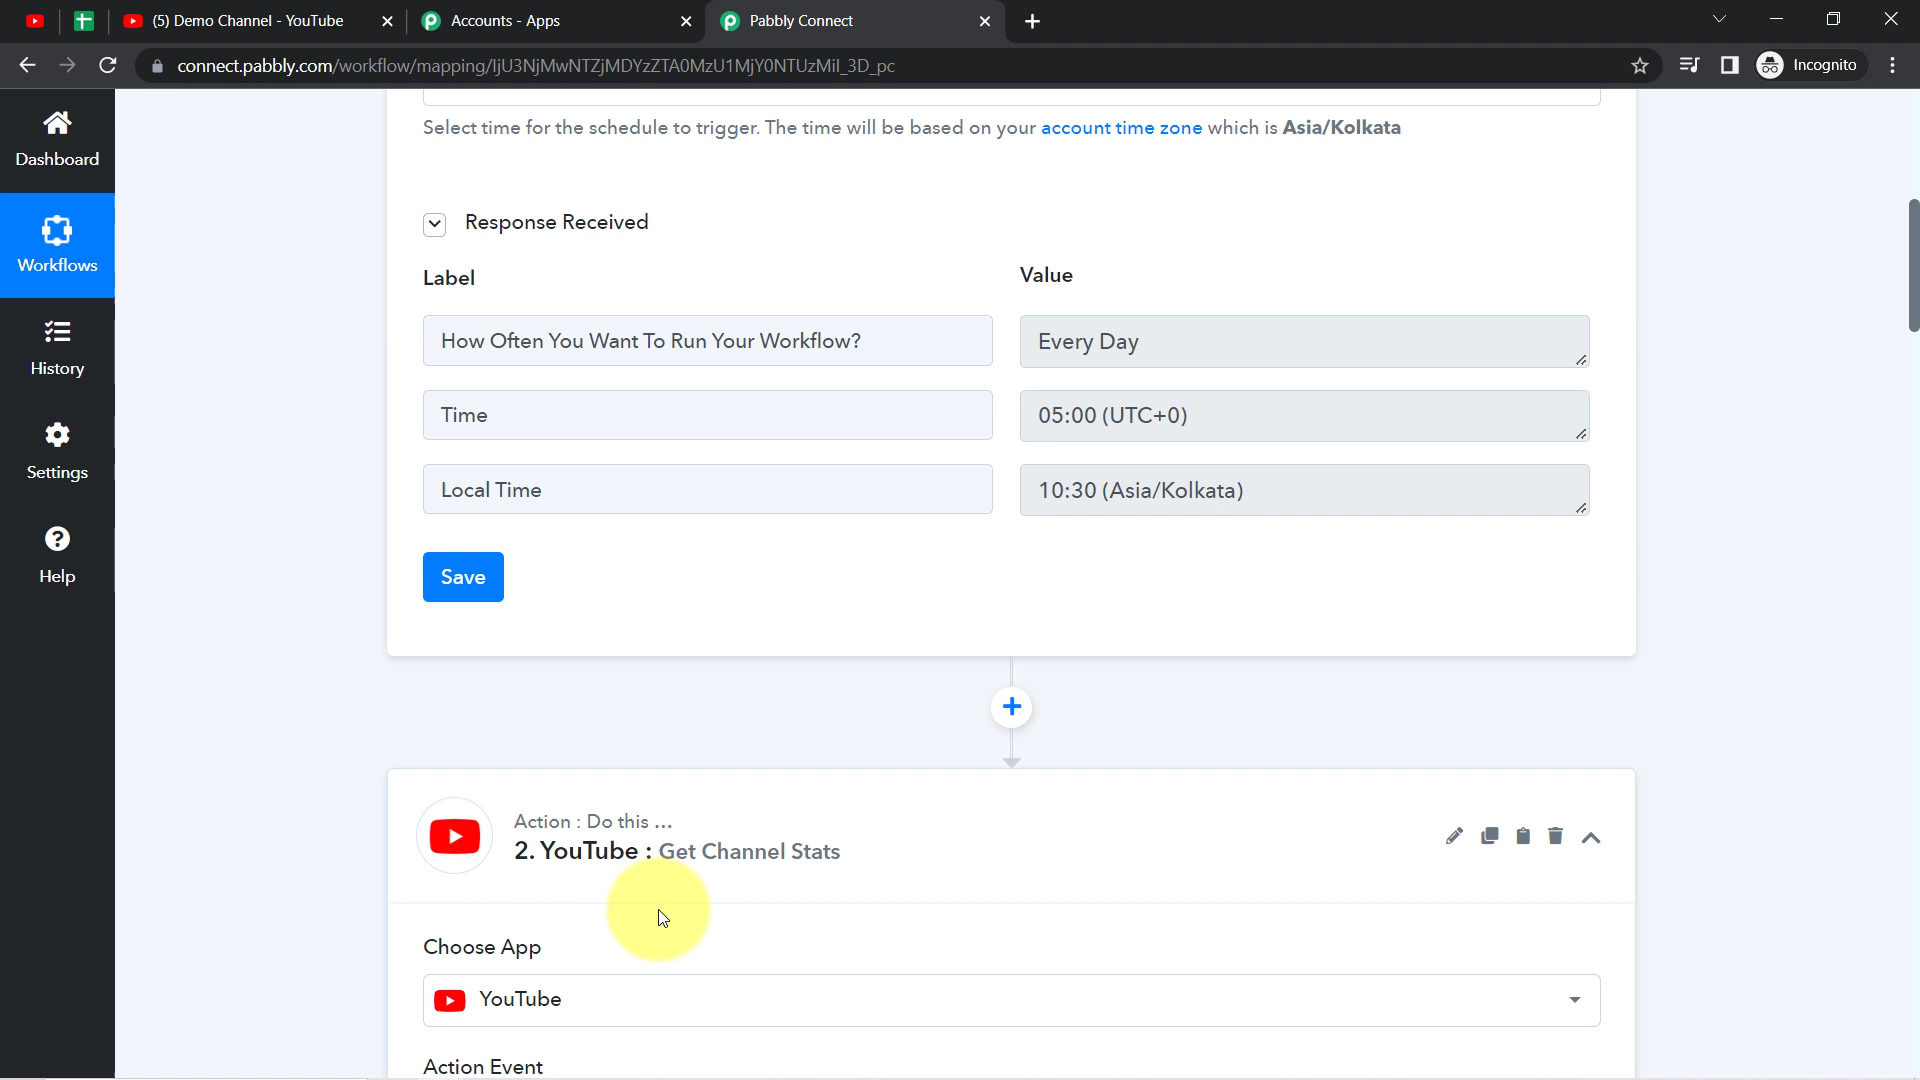 (5) Demo Channel - YouTube
Accounts - Apps
Pabbly Connect
connect.pabbly.com/workflow/mapping/IjU3NjMwNTZjMDYzZTA0MzU1MjY0NTUzMiI_3D_pc
Incognito
Dashboard
Workflows
History
Settings
Help
Select time for the schedule to trigger. The time will be based on your account time zone which is Asia/Kolkata
Response Received
Label
Value
How Often You Want To Run Your Workflow?
Every Day
Time
05:00 (UTC+0)
Local Time
10:30 (Asia/Kolkata)
Save
Action : Do this ...
2. YouTube : Get Channel Stats
Choose App
YouTube
Action Event